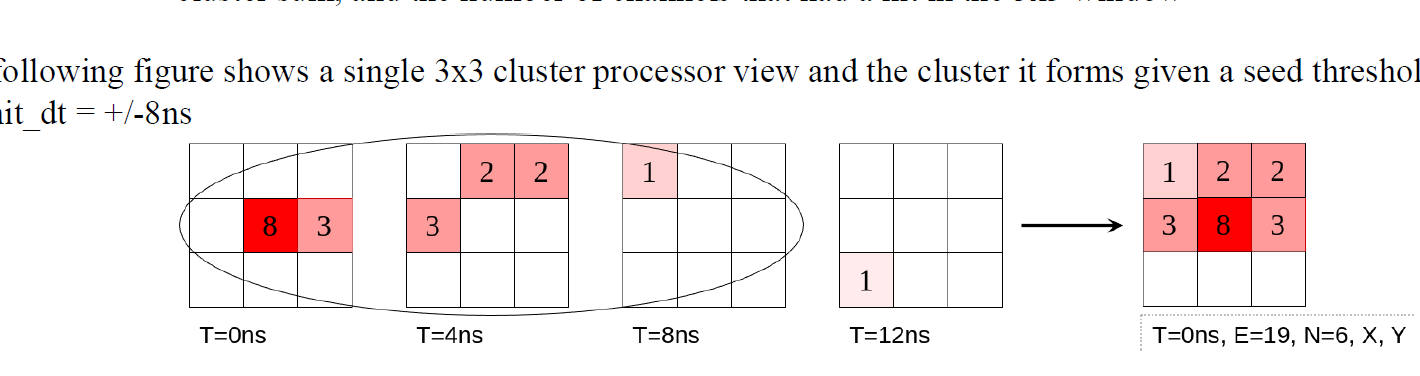 following figure shows a single 3x3 cluster processor view and the cluster it forms given a seed
hit_dt = +/-8ns
2 2 1 1 2 2
8 3 3 3 8 3
1
T=0ns T=4ns T=8ns T=12ns T=0ns, E=19, N=6, X, Y